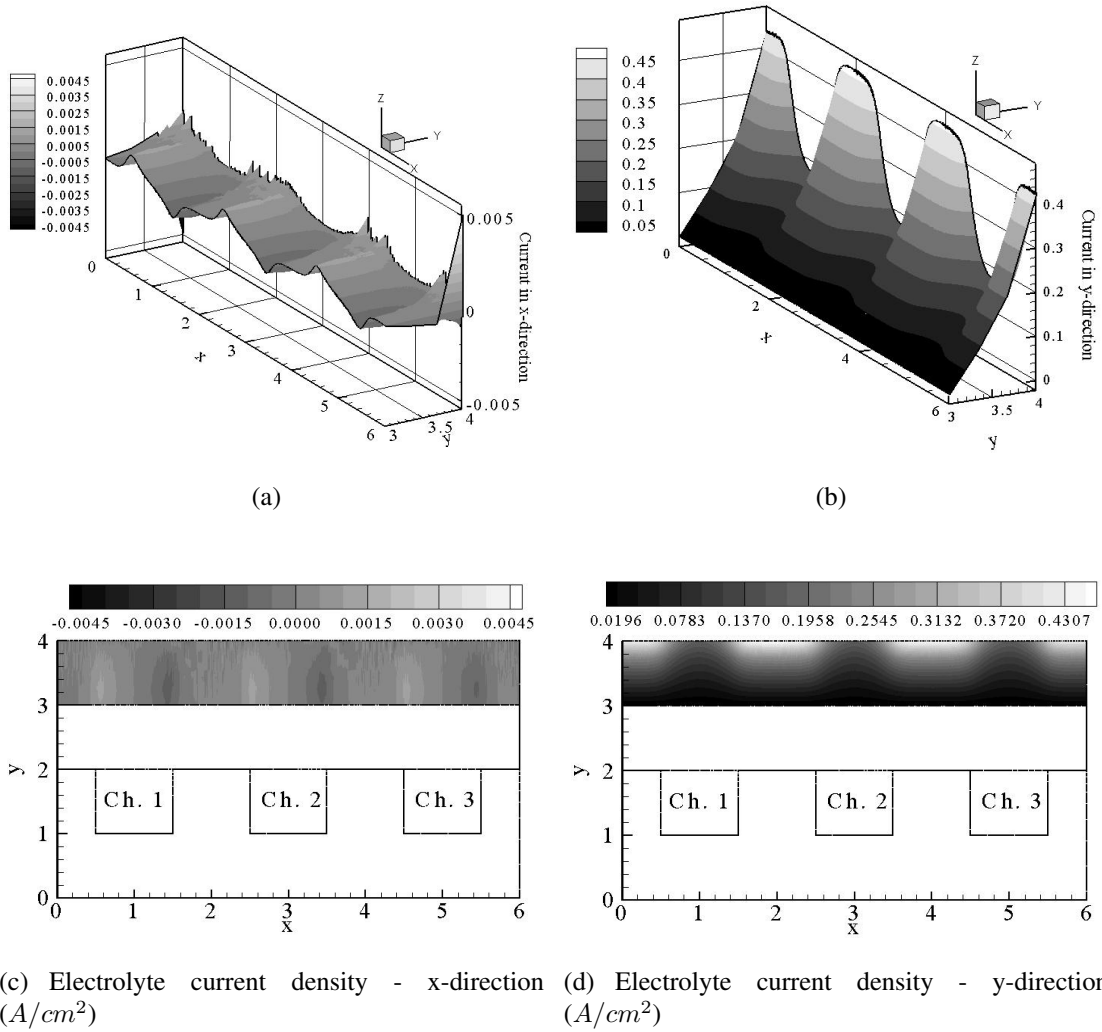 0.0045
0.0035
0.0025
0.0015
0.0005
-0.0005
-0.0015
-0.0025
-0.0035
-0.0045
Z
Y
X
0
1
2
3
4
5
6
x
3
3.5
4
y
0.005
0
-0.005
Current in x-direction
(a)
0.45
0.4
0.35
0.3
0.25
0.2
0.15
0.1
0.05
Z
Y
X
0
2
4
6
x
3
3.5
4
y
0.4
0.3
0.2
0.1
0
Current in y-direction
(b)
-0.0045 -0.0030 -0.0015 0.0000 0.0015 0.0030 0.0045
4
3
2
1
0
y
Ch. 1 Ch. 2 Ch. 3
0 1 2 3 4 5 6
x
(c) Electrolyte current density - x-direction
(A/cm²)
0.0196 0.0783 0.1370 0.1958 0.2545 0.3132 0.3720 0.4307
4
3
2
1
0
y
Ch. 1 Ch. 2 Ch. 3
0 1 2 3 4 5 6
x
(d) Electrolyte current density - y-direction
(A/cm²)